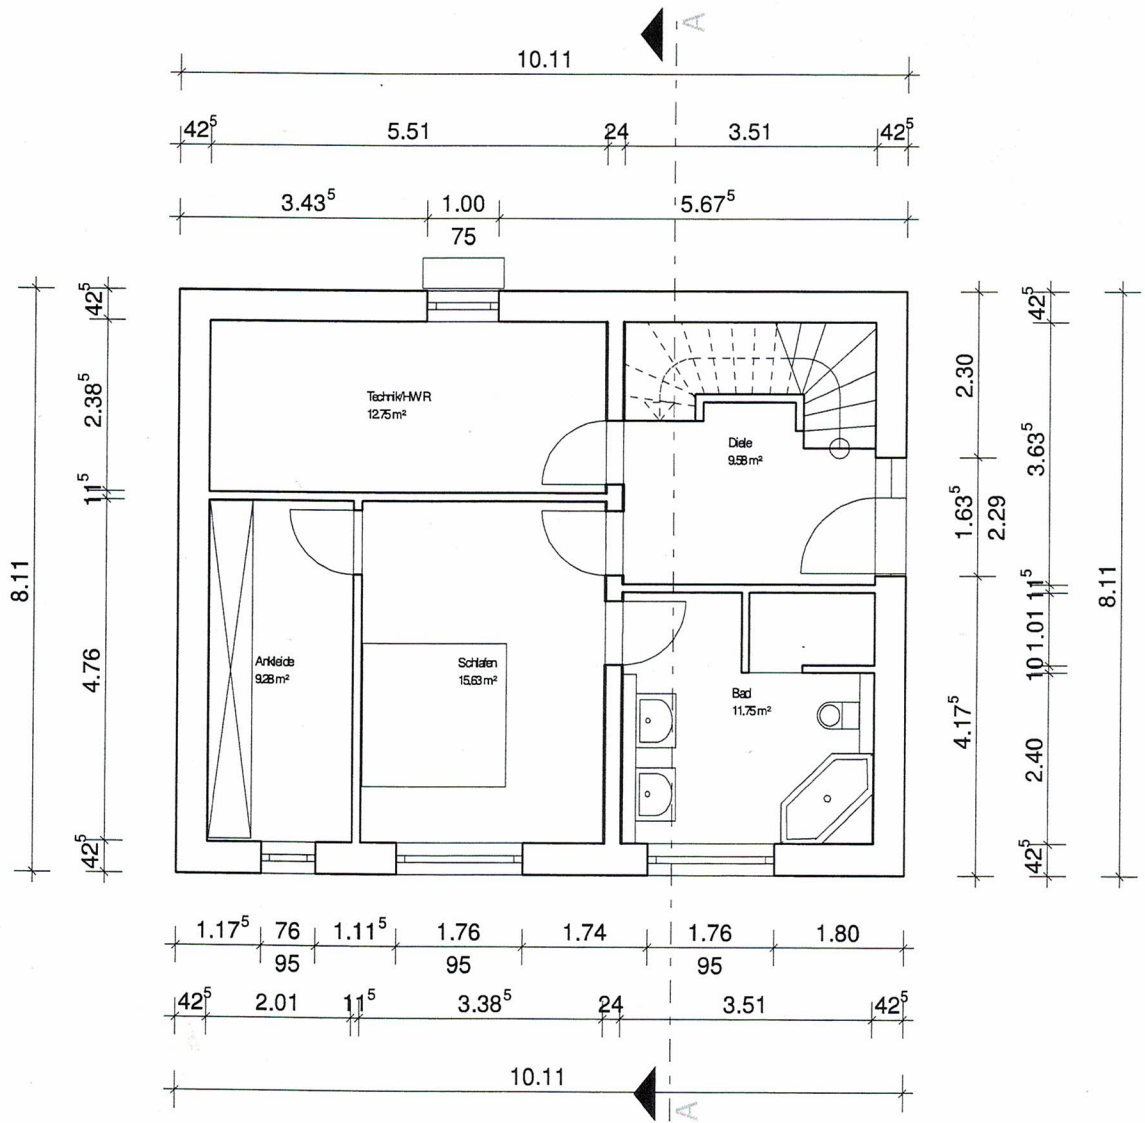 A
10.11
42⁵ 5.51 24 3.51 42⁵
3.43⁵ 1.00 5.67⁵
75
42⁵
2.38⁵
11⁵
4.76
42⁵
8.11
Technik/HWR
12.75 m²
Diele
9.58 m²
Ankleide
9.28 m²
Schlafen
15.63 m²
Bad
11.75 m²
2.30
1.63⁵
2.29
4.17⁵
42⁵
3.63⁵
11⁵
1.01
10
2.40
42⁵
8.11
1.17⁵ 76 1.11⁵ 1.76 1.74 1.76 1.80
95 95 95
42⁵ 2.01 11⁵ 3.38⁵ 24 3.51 42⁵
10.11
A